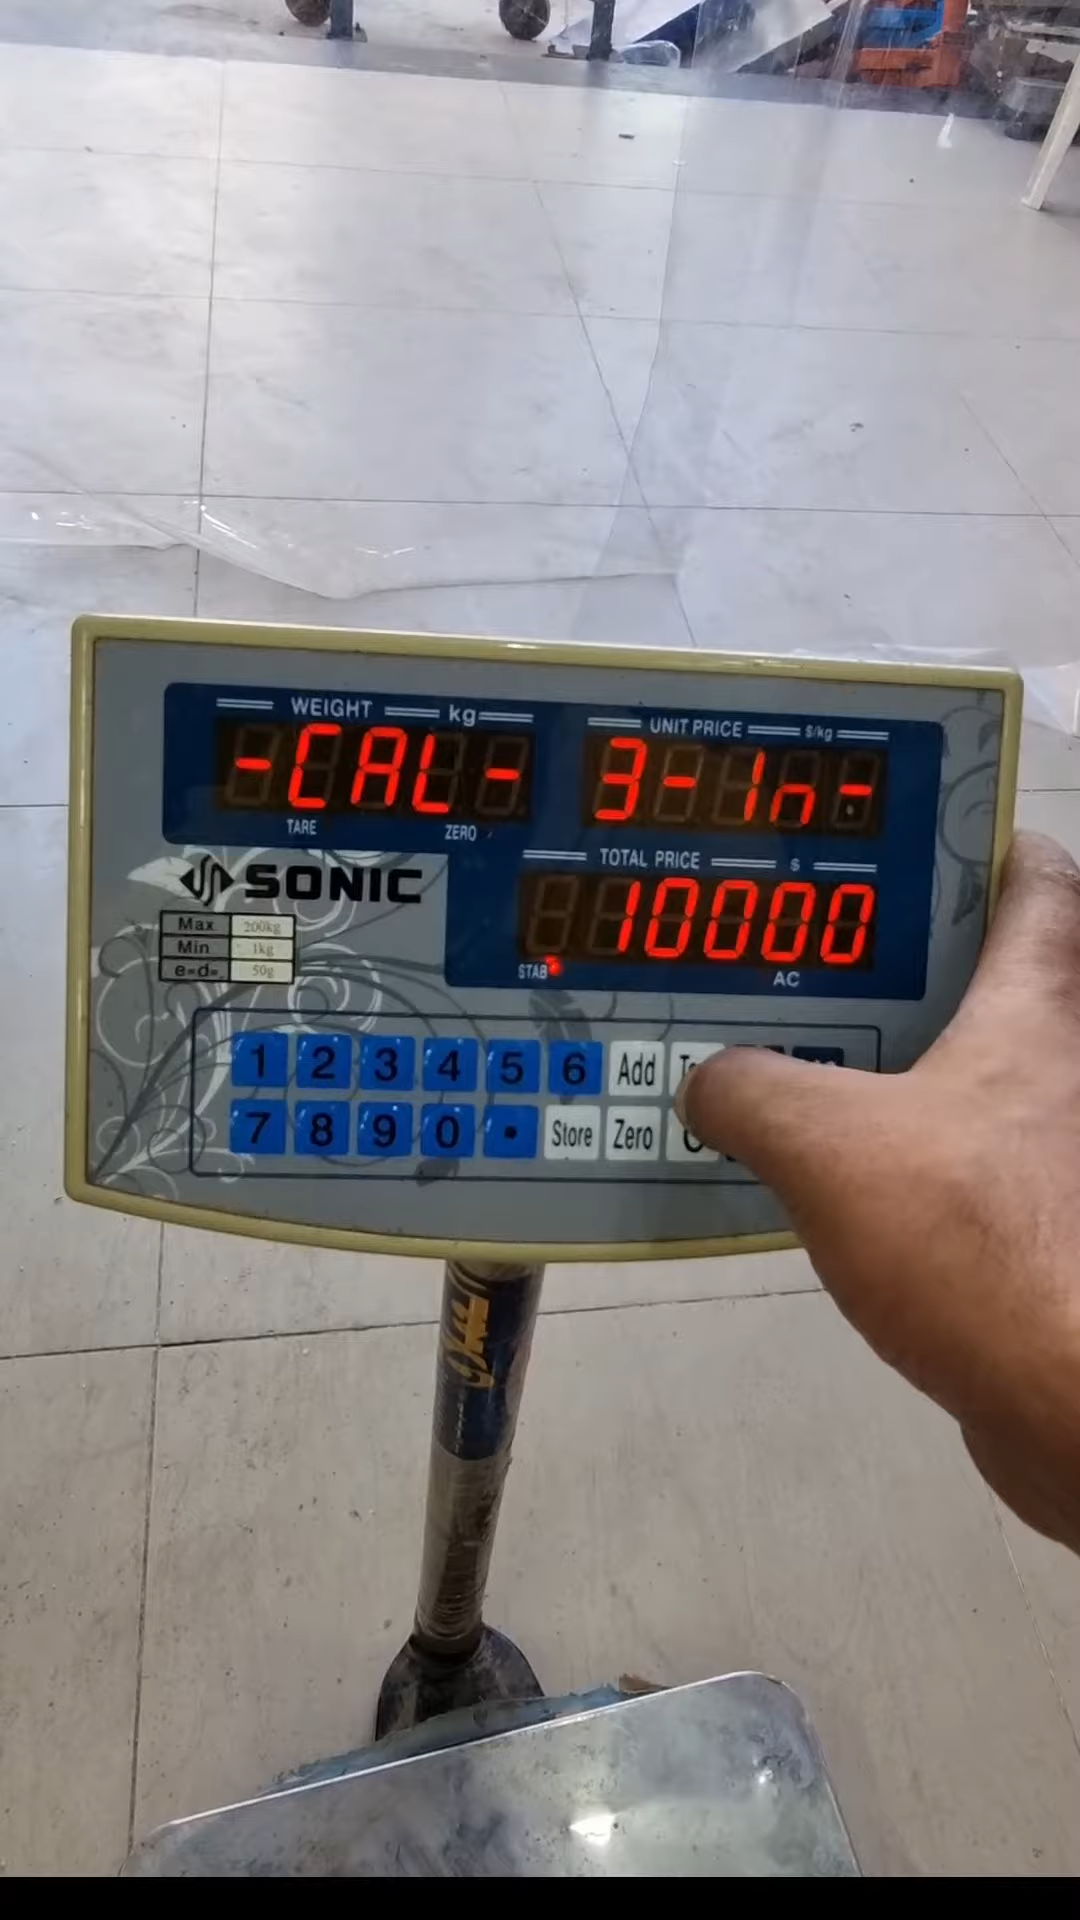 WEIGHT kg
-CAL-
TARE ZERO
UNIT PRICE $/kg
3-In-
TOTAL PRICE $
10000
STAB AC
SONIC
Max 200kg
Min 1kg
e=d= 50g
1 2 3 4 5 6 Add
7 8 9 0 . Store Zero